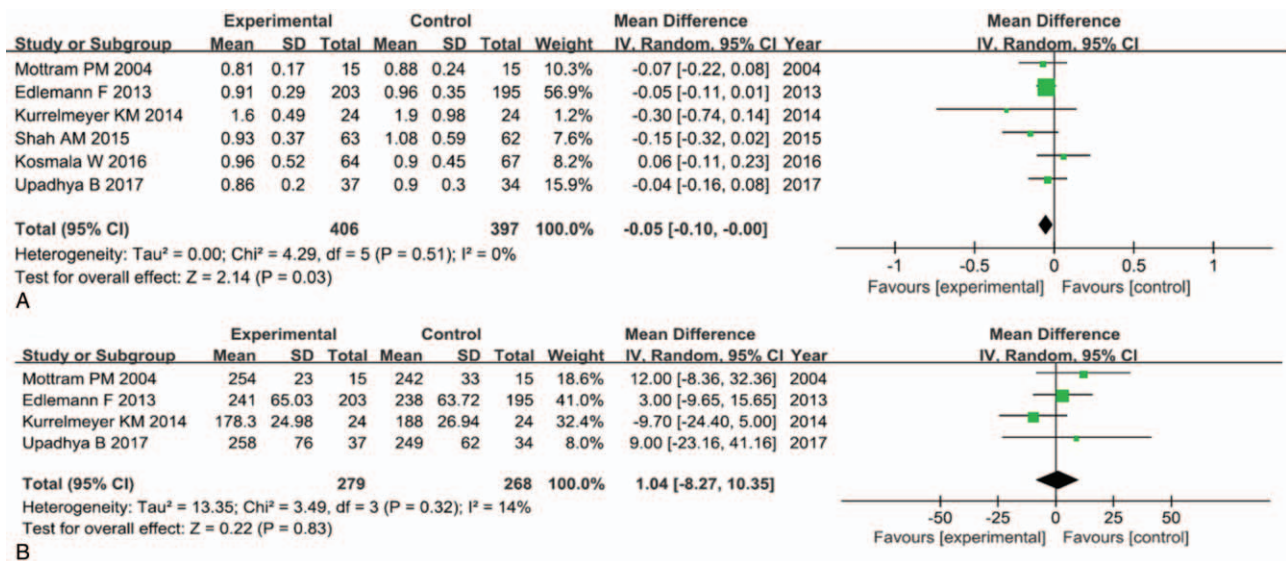 Experimental Control Mean Difference Mean Difference
Study or Subgroup Mean SD Total Mean SD Total Weight IV, Random, 95% CI Year IV, Random, 95% CI
Mottram PM 2004 0.81 0.17 15 0.88 0.24 15 10.3% -0.07 [-0.22, 0.08] 2004
Edlemann F 2013 0.91 0.29 203 0.96 0.35 195 56.9% -0.05 [-0.11, 0.01] 2013
Kurrelmeyer KM 2014 1.6 0.49 24 1.9 0.98 24 1.2% -0.30 [-0.74, 0.14] 2014
Shah AM 2015 0.93 0.37 63 1.08 0.59 62 7.6% -0.15 [-0.32, 0.02] 2015
Kosmala W 2016 0.96 0.52 64 0.9 0.45 67 8.2% 0.06 [-0.11, 0.23] 2016
Upadhya B 2017 0.86 0.2 37 0.9 0.3 34 15.9% -0.04 [-0.16, 0.08] 2017
Total (95% CI) 406 397 100.0% -0.05 [-0.10, -0.00]
Heterogeneity: Tau² = 0.00; Chi² = 4.29, df = 5 (P = 0.51); I² = 0%
Test for overall effect: Z = 2.14 (P = 0.03)
-1 -0.5 0 0.5 1
Favours [experimental] Favours [control]
A
Experimental Control Mean Difference Mean Difference
Study or Subgroup Mean SD Total Mean SD Total Weight IV, Random, 95% CI Year IV, Random, 95% CI
Mottram PM 2004 254 23 15 242 33 15 18.6% 12.00 [-8.36, 32.36] 2004
Edlemann F 2013 241 65.03 203 238 63.72 195 41.0% 3.00 [-9.65, 15.65] 2013
Kurrelmeyer KM 2014 178.3 24.98 24 188 26.94 24 32.4% -9.70 [-24.40, 5.00] 2014
Upadhya B 2017 258 76 37 249 62 34 8.0% 9.00 [-23.16, 41.16] 2017
Total (95% CI) 279 268 100.0% 1.04 [-8.27, 10.35]
Heterogeneity: Tau² = 13.35; Chi² = 3.49, df = 3 (P = 0.32); I² = 14%
Test for overall effect: Z = 0.22 (P = 0.83)
-50 -25 0 25 50
Favours [experimental] Favours [control]
B